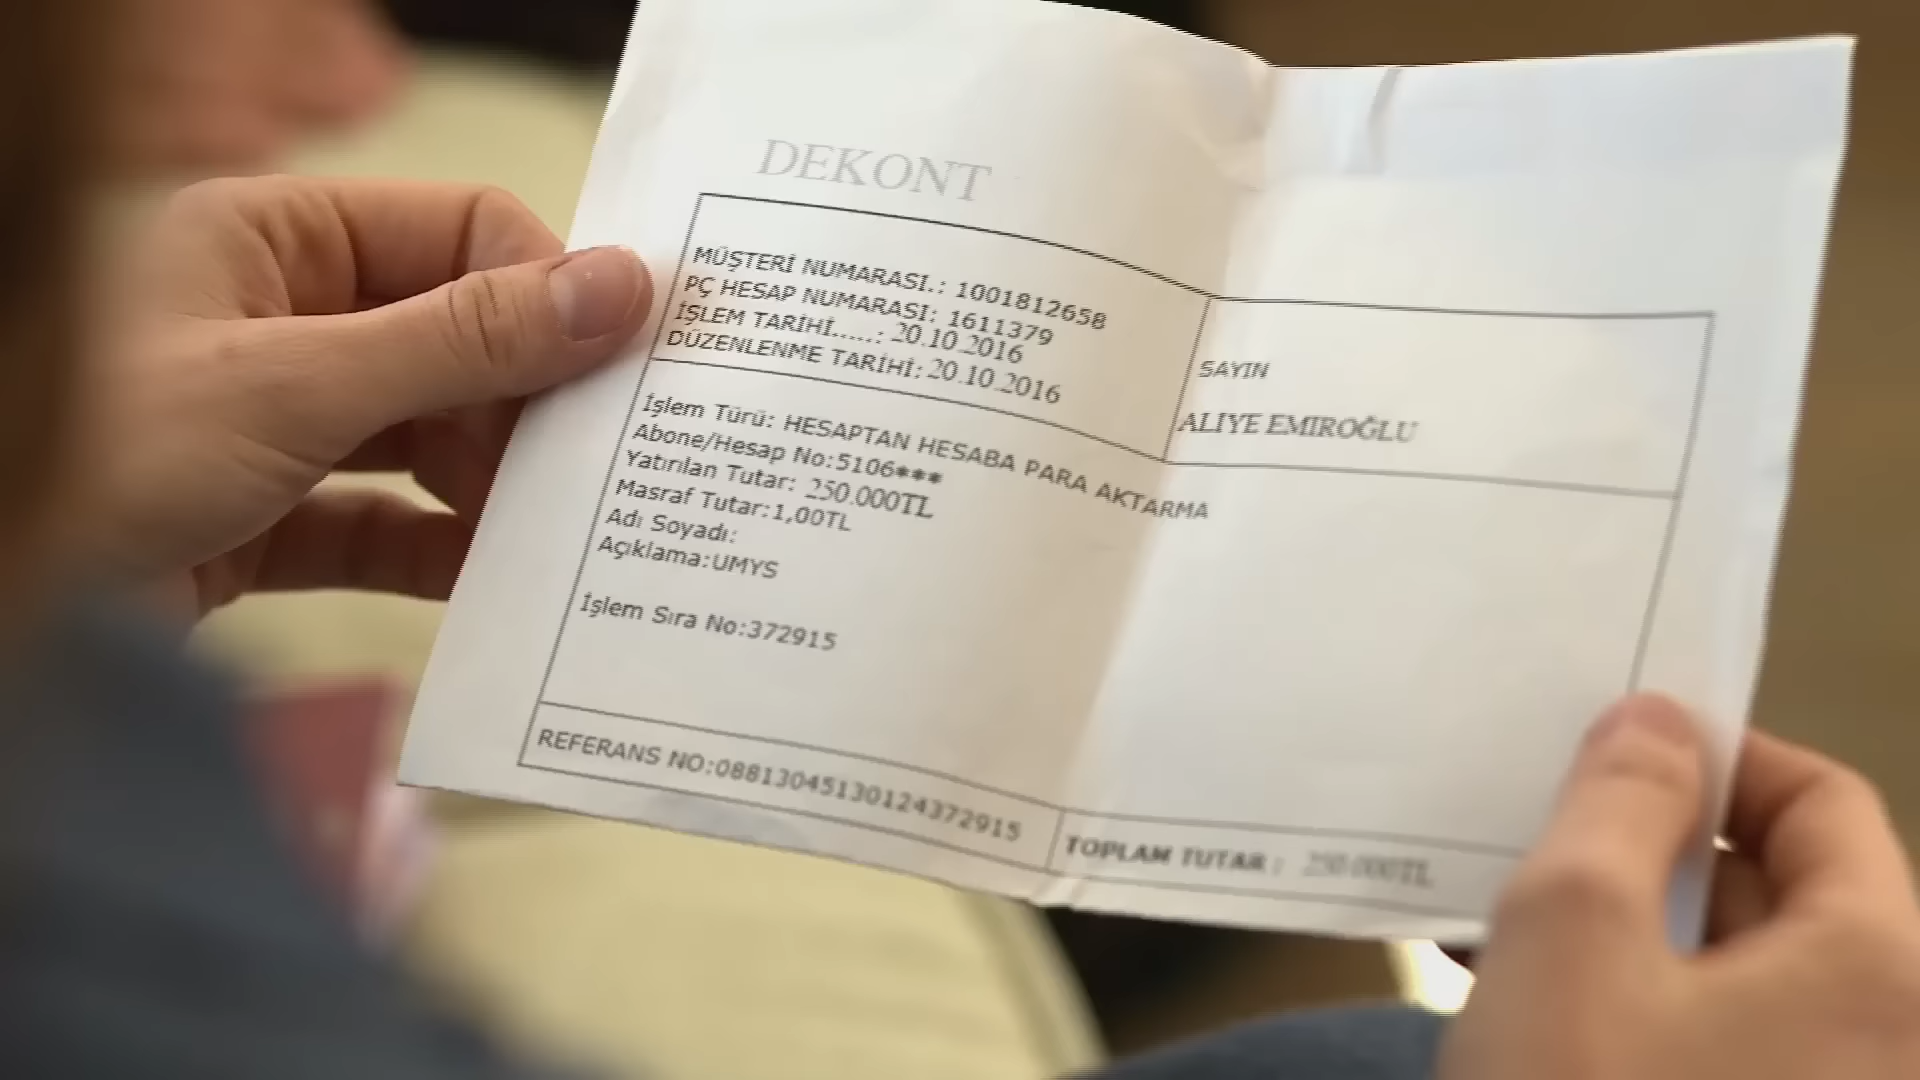 DEKONT
MÜŞTERİ NUMARASI.: 1001812658
PÇ HESAP NUMARASI: 1611379
İŞLEM TARİHİ.....: 20.10.2016
DÜZENLENME TARİHİ: 20.10.2016
SAYIN
ALIYE EMIROĞLU
İşlem Türü: HESAPTAN HESABA PARA AKTARMA
Abone/Hesap No:5106***
Yatırılan Tutar: 250.000TL
Masraf Tutar:1,00TL
Adı Soyadı:
Açıklama:UMYS
İşlem Sıra No:372915
REFERANS NO:08813045130124372915
TOPLAM TUTAR : 250.000TL